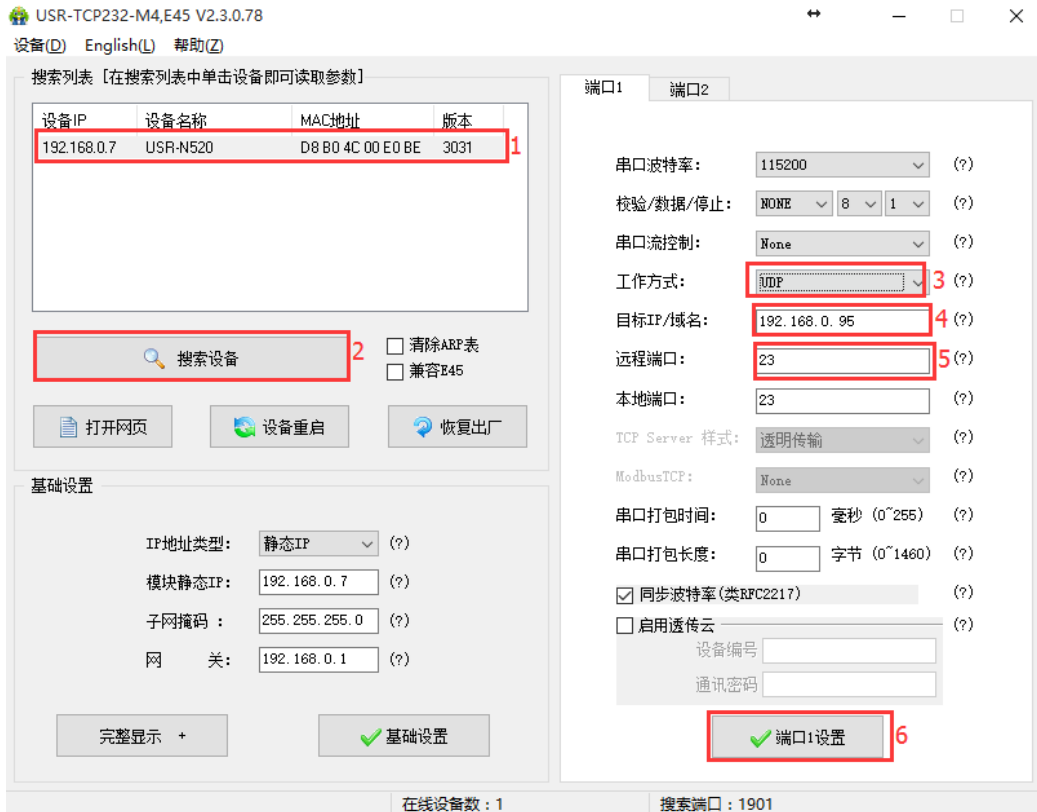 USR-TCP232-M4,E45 V2.3.0.78
设备(D) English(L) 帮助(Z)
搜索列表 [在搜索列表中单击设备即可读取参数]
设备IP 设备名称 MAC地址 版本
192.168.0.7 USR-N520 D8 B0 4C 00 E0 BE 3031 1
搜索设备 2
清除ARP表
兼容E45
打开网页 设备重启 恢复出厂
基础设置
IP地址类型: 静态IP (?)
模块静态IP: 192.168.0.7 (?)
子网掩码 : 255.255.255.0 (?)
网 关: 192.168.0.1 (?)
完整显示 + 基础设置
端口1 端口2
串口波特率: 115200 (?)
校验/数据/停止: NONE 8 1 (?)
串口流控制: None (?)
工作方式: UDP 3 (?)
目标IP/域名: 192.168.0.95 4 (?)
远程端口: 23 5 (?)
本地端口: 23 (?)
TCP Server 样式: 透明传输 (?)
ModbusTCP: None (?)
串口打包时间: 0 毫秒 (0~255) (?)
串口打包长度: 0 字节 (0~1460) (?)
同步波特率(类RFC2217) (?)
启用透传云 (?)
设备编号
通讯密码
端口1设置 6
在线设备数：1 搜索端口：1901